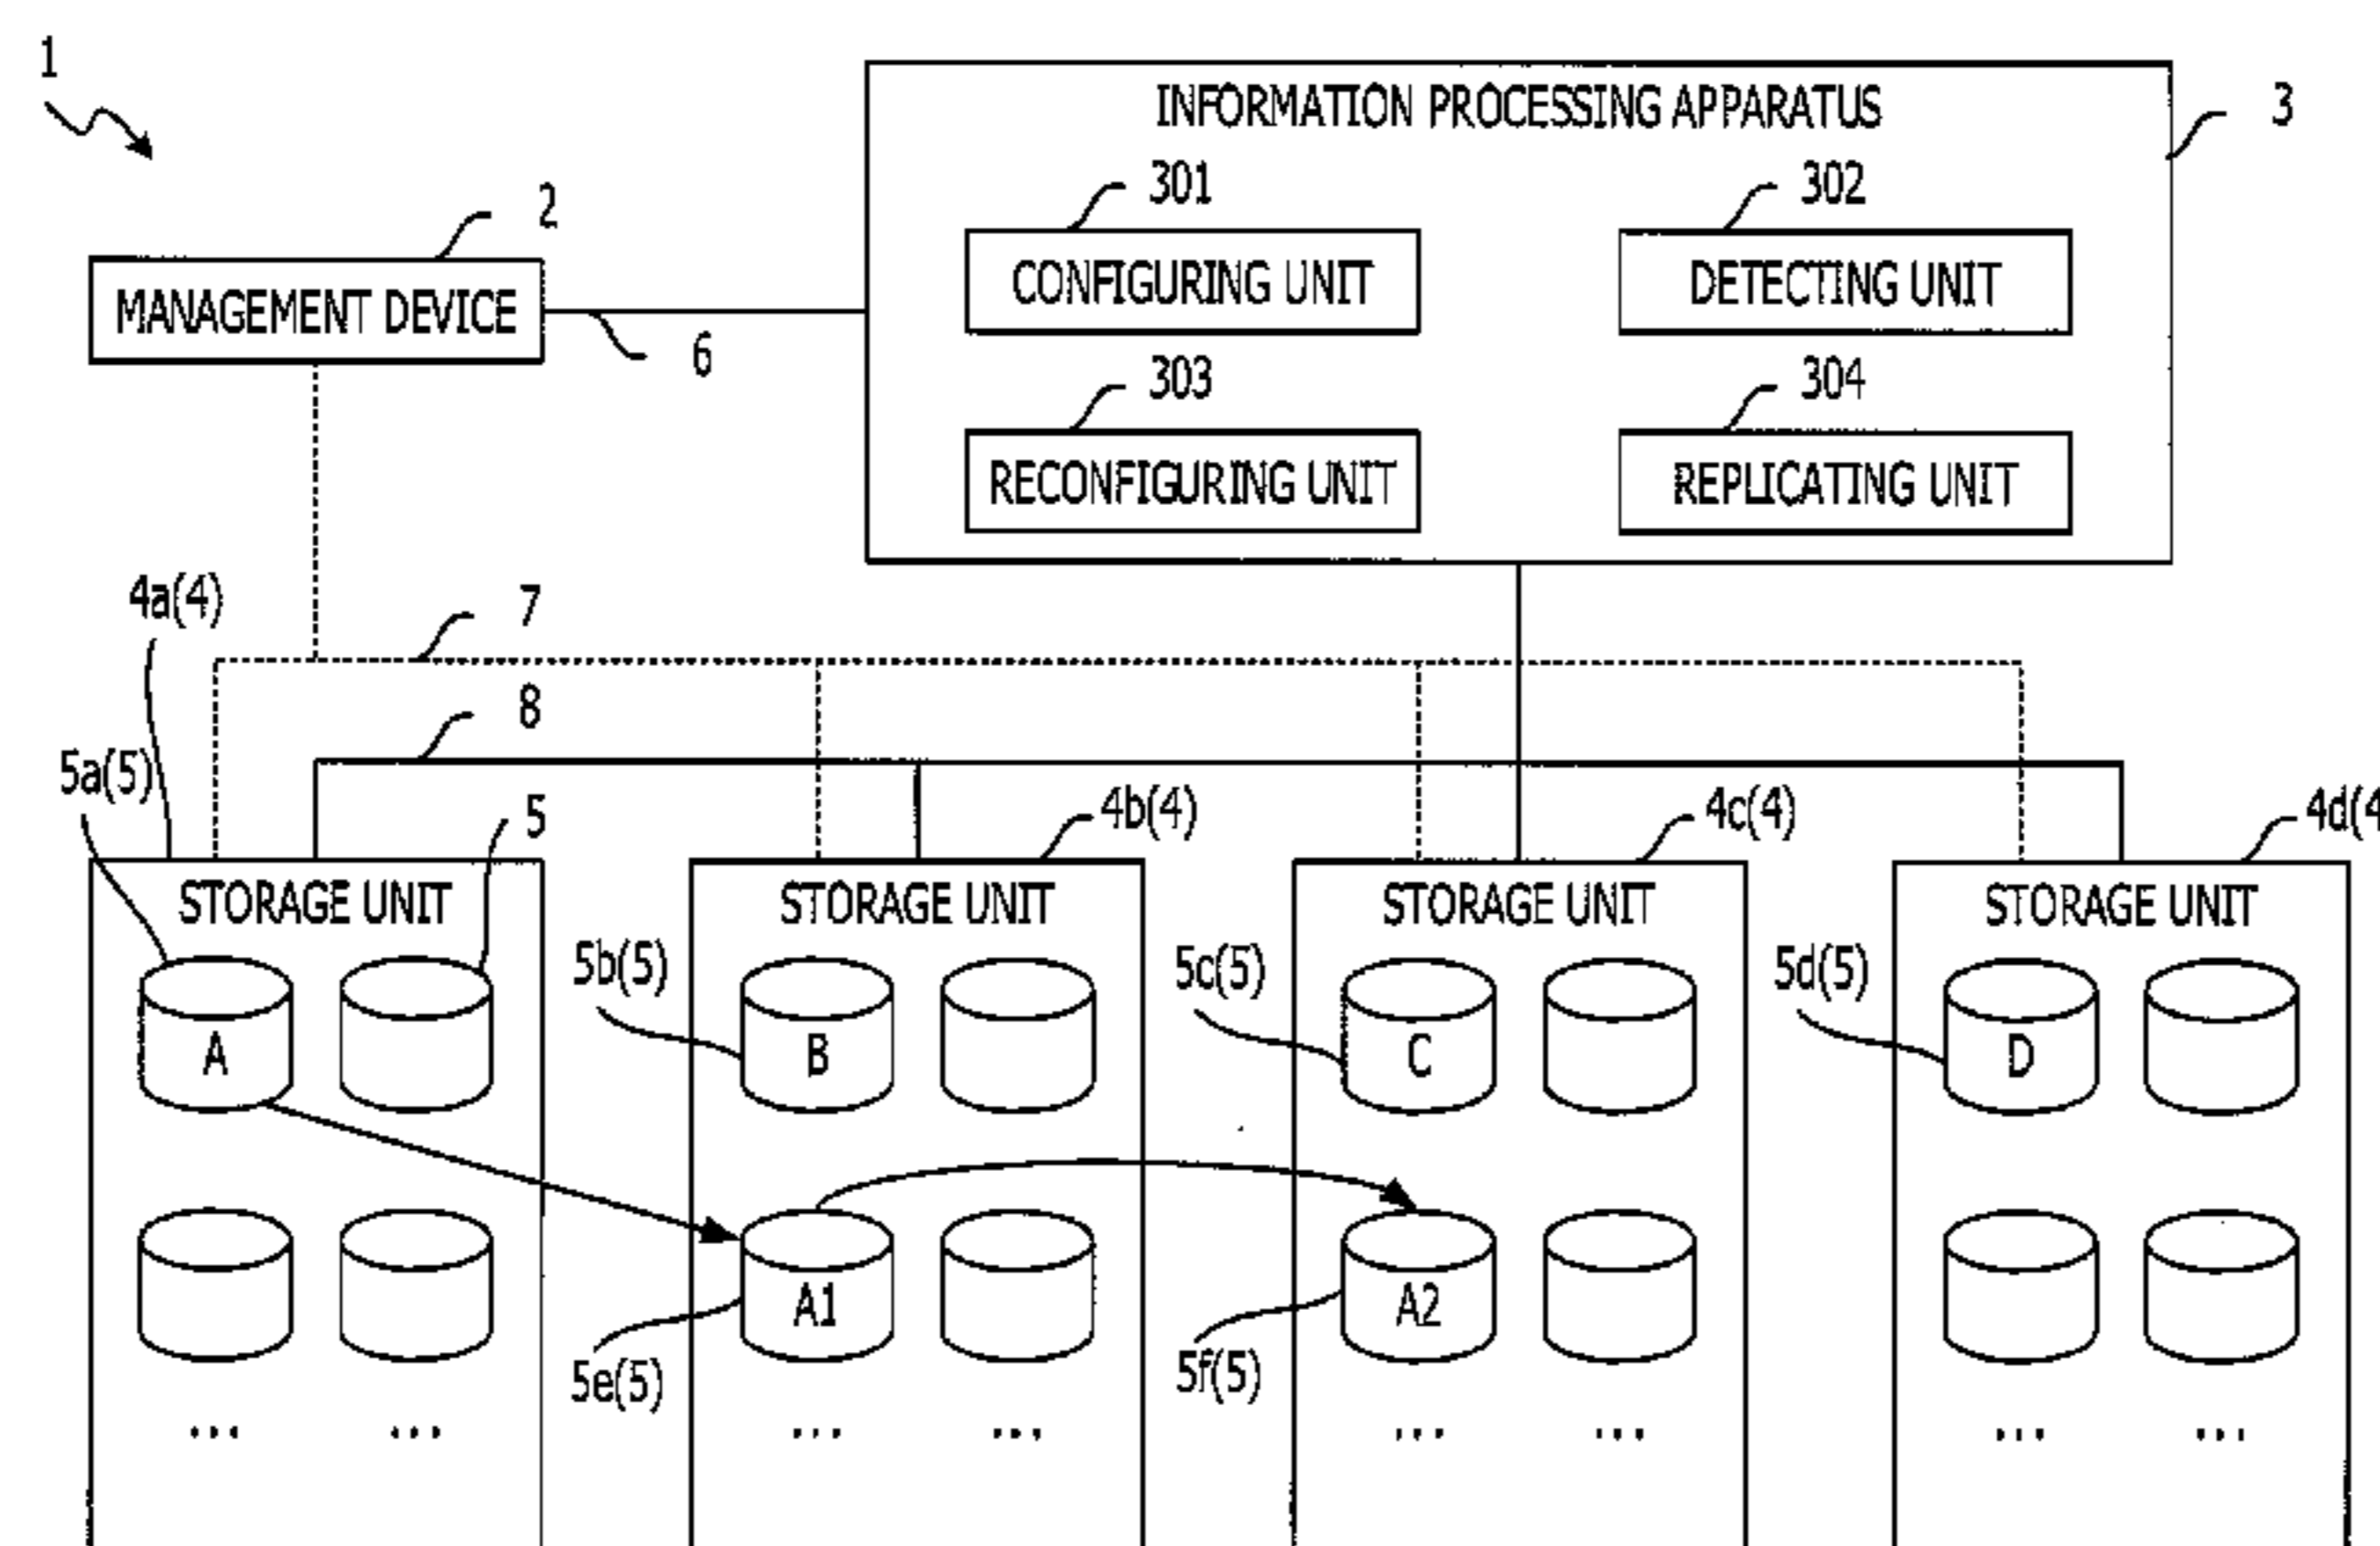 1
INFORMATION PROCESSING APPARATUS
3
301
302
2
CONFIGURING UNIT
DETECTING UNIT
MANAGEMENT DEVICE
6
303
304
RECONFIGURING UNIT
REPLICATING UNIT
4a(4)
7
8
5a(5)
5
4b(4)
4c(4)
4d(4
STORAGE UNIT
STORAGE UNIT
STORAGE UNIT
STORAGE UNIT
5b(5)
5c(5)
5d(5)
A
B
C
D
A1
A2
5e(5)
5f(5)
... ... ... ... ... ... ... ...